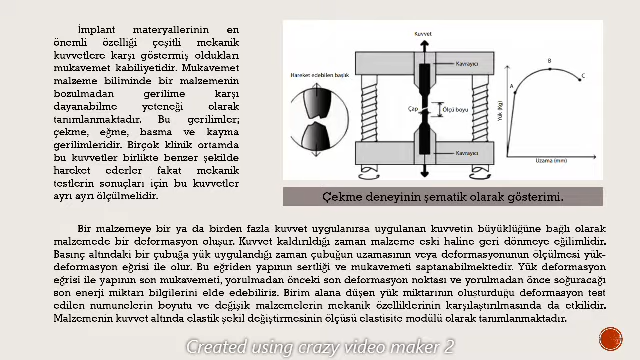 İmplant materyallerinin en
önemli özelliği çeşitli mekanik
kuvvetlere karşı göstermiş oldukları
mukavemet kabiliyetidir. Mukavemet
malzeme biliminde bir malzemenin
bozulmadan gerilime karşı
dayanabilme yeteneği olarak
tanımlanmaktadır. Bu gerilimler;
çekme, eğme, basma ve kayma
gerilimleridir. Birçok klinik ortamda
bu kuvvetler birlikte benzer şekilde
hareket ederler fakat mekanik
testlerin sonuçları için bu kuvvetler
ayrı ayrı ölçülmelidir.
Kuvvet
Kavrayıcı
Hareket edebilen başlık
Çap
Ölçü boyu
Kavrayıcı
Yük (Kg)
A
B
C
Uzama (mm)
Çekme deneyinin şematik olarak gösterimi.
Bir malzemeye bir ya da birden fazla kuvvet uygulanırsa uygulanan kuvvetin büyüklüğüne bağlı olarak
malzemede bir deformasyon oluşur. Kuvvet kaldırıldığı zaman malzeme eski haline geri dönmeye eğilimlidir.
Basınç altındaki bir çubuğa yük uygulandığı zaman çubuğun uzamasının veya deformasyonunun ölçülmesi yük-
deformasyon eğrisi ile olur. Bu eğriden yapının sertliği ve mukavemeti saptanabilmektedir. Yük deformasyon
eğrisi ile yapının son mukavemeti, yorulmadan önceki son deformasyon noktası ve yorulmadan önce soğuracağı
son enerji miktarı bilgilerini elde edebiliriz. Birim alana düşen yük miktarının oluşturduğu deformasyon test
edilen numunelerin boyutu ve değişik malzemelerin mekanik özellillerinin karşılaştırılmasında da etkilidir.
Malzemenin kuvvet altında elastik şekil değiştirmesinin ölçüsü elastisite modülü olarak tanımlanmaktadır.
Created using crazy video maker 2